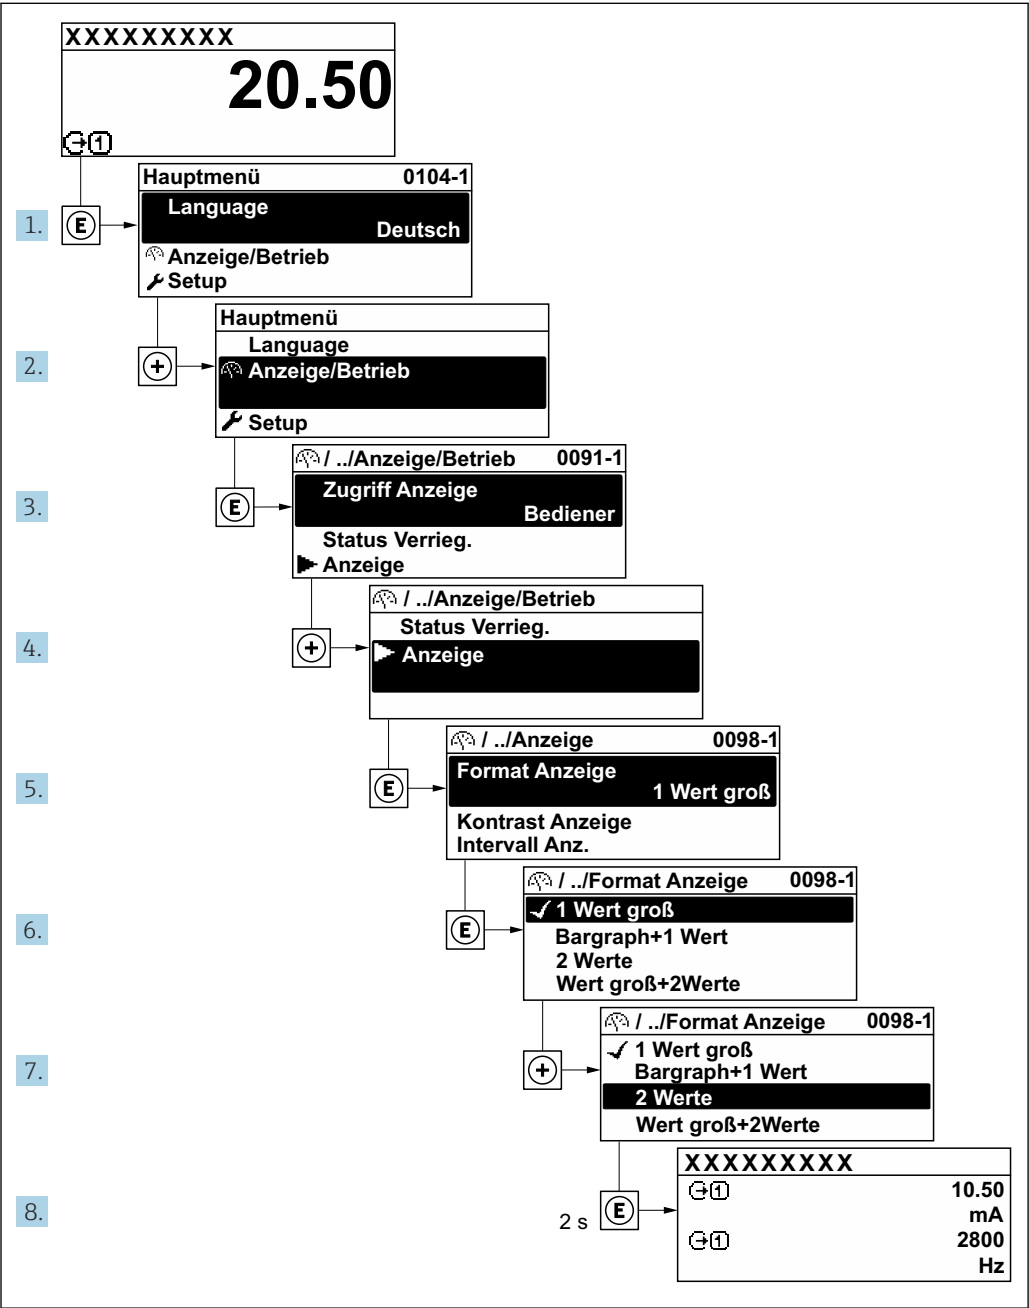 XXXXXXXXX
20.50
1
Hauptmenü 0104-1
1. E Language
Deutsch
Anzeige/Betrieb
Setup
Hauptmenü
Language
2. + Anzeige/Betrieb
Setup
/ ../Anzeige/Betrieb 0091-1
Zugriff Anzeige
3. E Bediener
Status Verrieg.
Anzeige
/ ../Anzeige/Betrieb
Status Verrieg.
4. + Anzeige
/ ../Anzeige 0098-1
Format Anzeige
5. E 1 Wert groß
Kontrast Anzeige
Intervall Anz.
/ ../Format Anzeige 0098-1
1 Wert groß
6. E Bargraph+1 Wert
2 Werte
Wert groß+2Werte
/ ../Format Anzeige 0098-1
1 Wert groß
7. + Bargraph+1 Wert
2 Werte
Wert groß+2Werte
XXXXXXXXX
1 10.50
8. 2 s E mA
1 2800
Hz